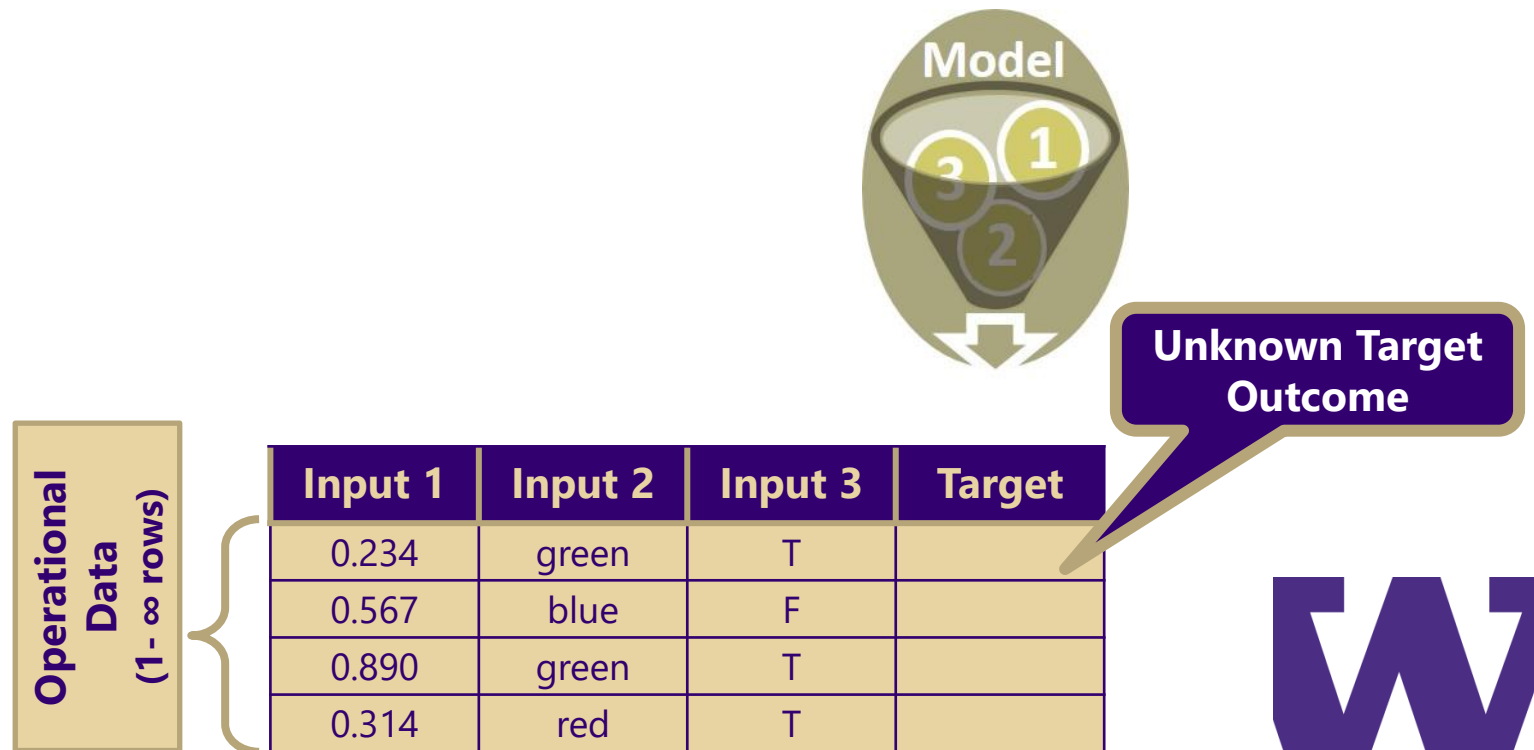 Model
1
3
2
Unknown Target
Outcome
Operational
Data
(1- ∞ rows)
Input 1 Input 2 Input 3 Target
0.234 green T
0.567 blue F
0.890 green T
0.314 red T
W